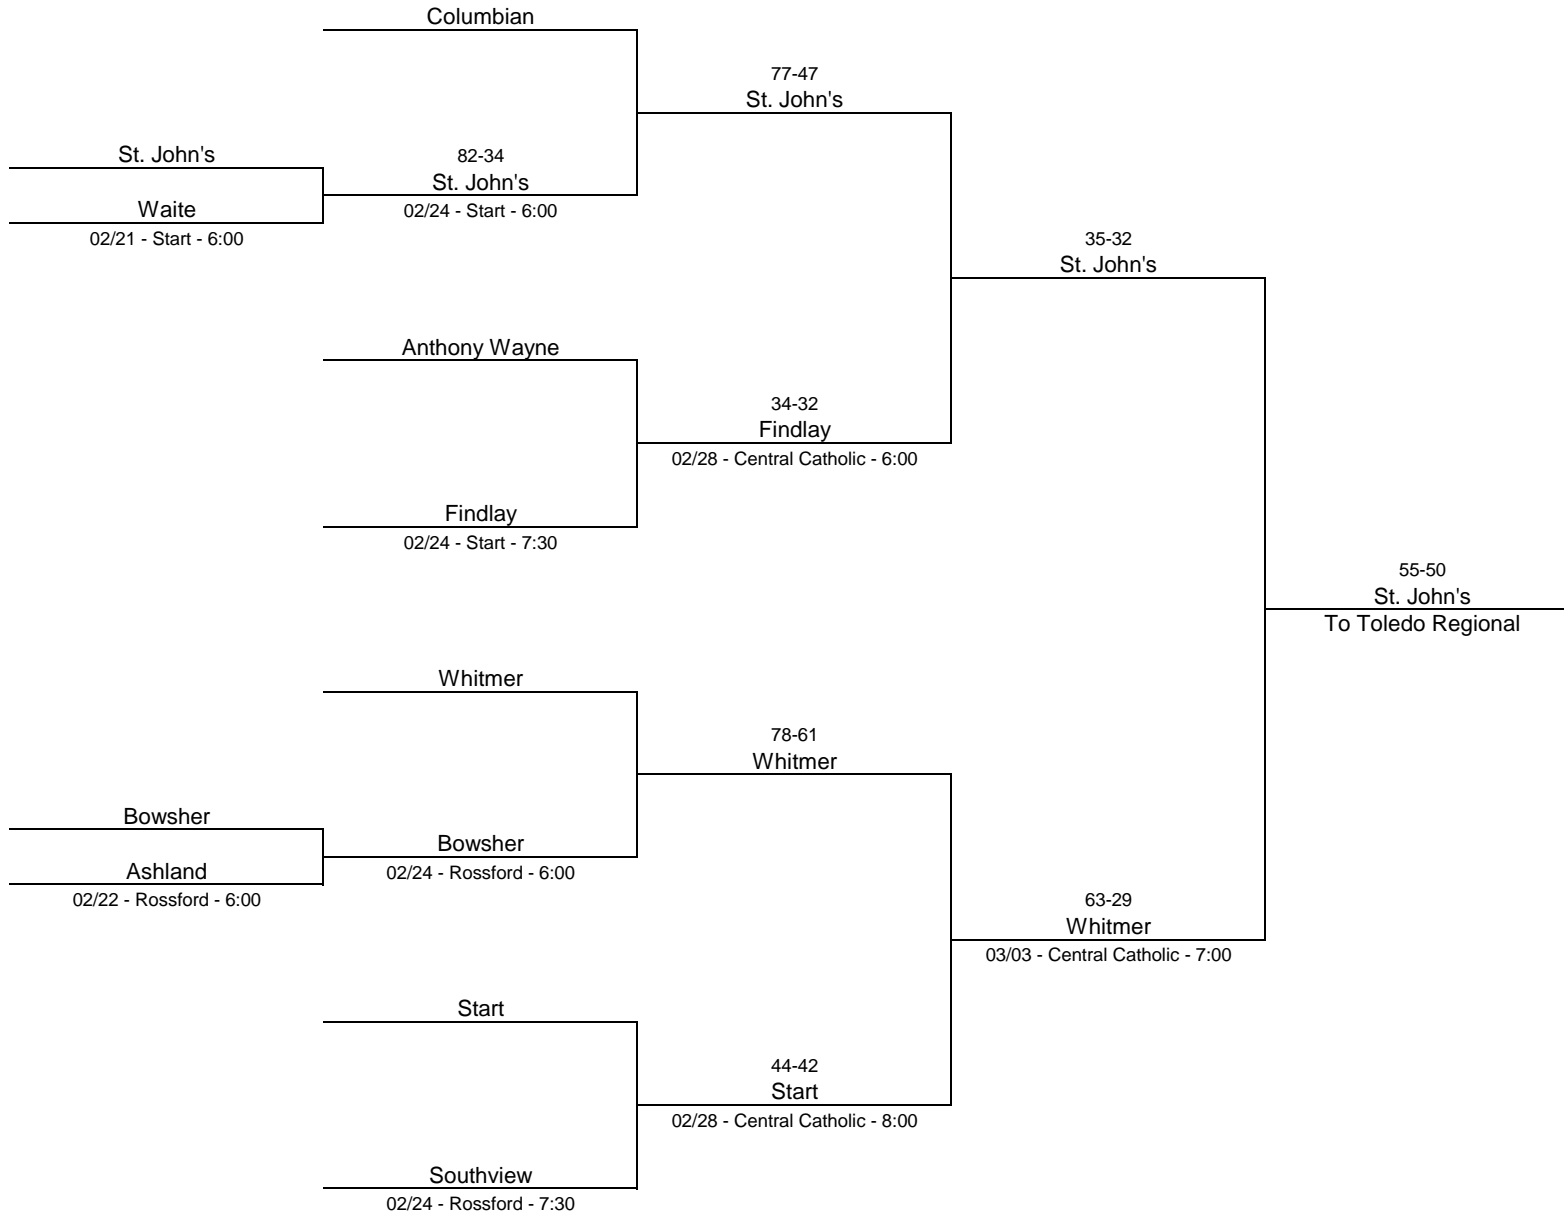 Columbian
77-47
St. John's
St. John's
82-34
St. John's
Waite
02/24 - Start - 6:00
02/21 - Start - 6:00
35-32
St. John's
Anthony Wayne
34-32
Findlay
02/28 - Central Catholic - 6:00
Findlay
02/24 - Start - 7:30
55-50
St. John's
To Toledo Regional
Whitmer
78-61
Whitmer
Bowsher
Bowsher
Ashland
02/24 - Rossford - 6:00
02/22 - Rossford - 6:00
63-29
Whitmer
03/03 - Central Catholic - 7:00
Start
44-42
Start
02/28 - Central Catholic - 8:00
Southview
02/24 - Rossford - 7:30